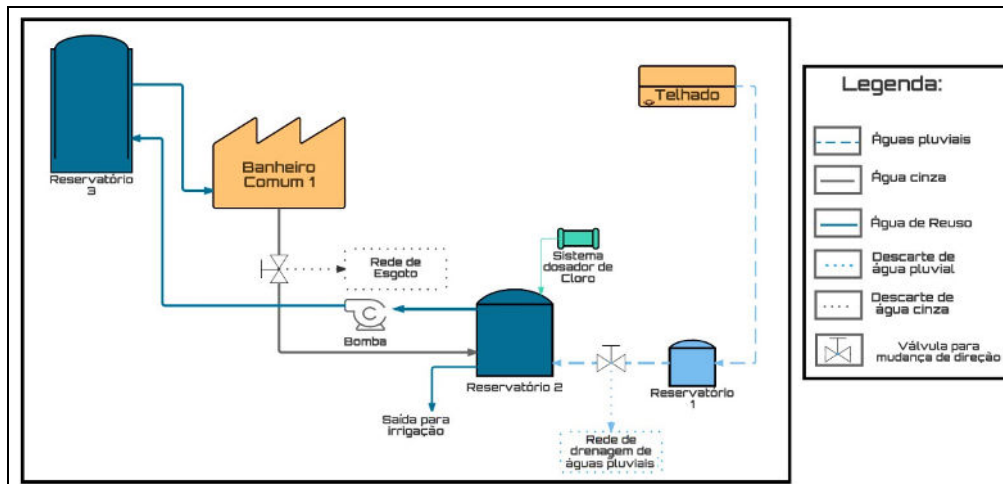 Telhado
Reservatório
3
Banheiro
Comum 1
Rede de
Esgoto
Sistema
dosador de
Cloro
Bomba
Reservatório 2
Reservatório
1
Saída para
irrigação
Rede de
drenagem de
águas pluviais
Legenda:
Águas pluviais
Água cinza
Água de Reuso
Descarte de
água pluvial
Descarte de
água cinza
Válvula para
mudança de direção